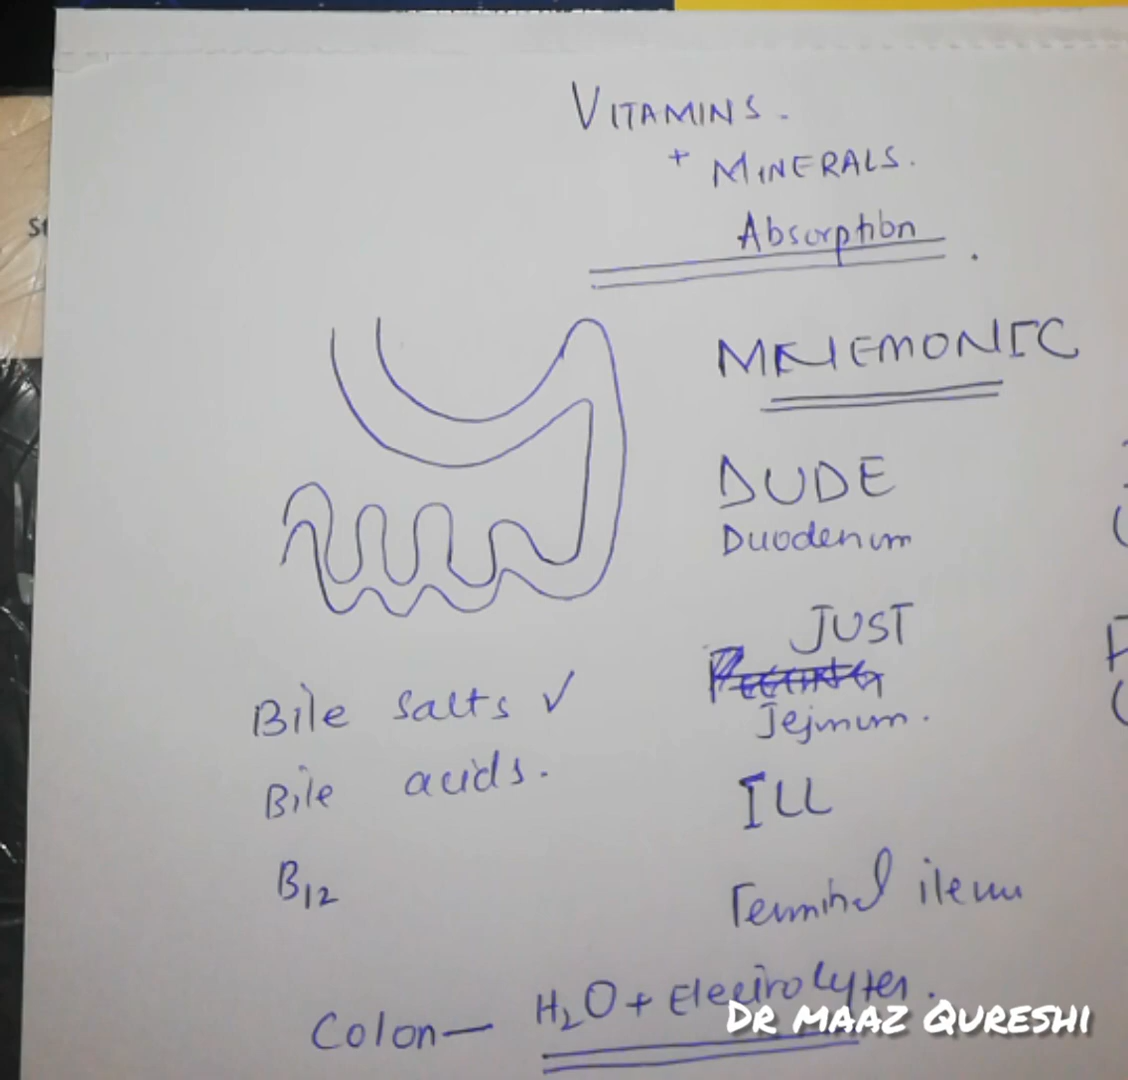 VITAMINS.
+ MINERALS.
Absorption
MNEMONIC
DUDE
Duodenum
JUST
Jejunum.
Bile salts ✓
Bile acids.
ILL
B12
Terminal ileum
Colon— H2O + Electrolytes.
DR MAAZ QURESHI